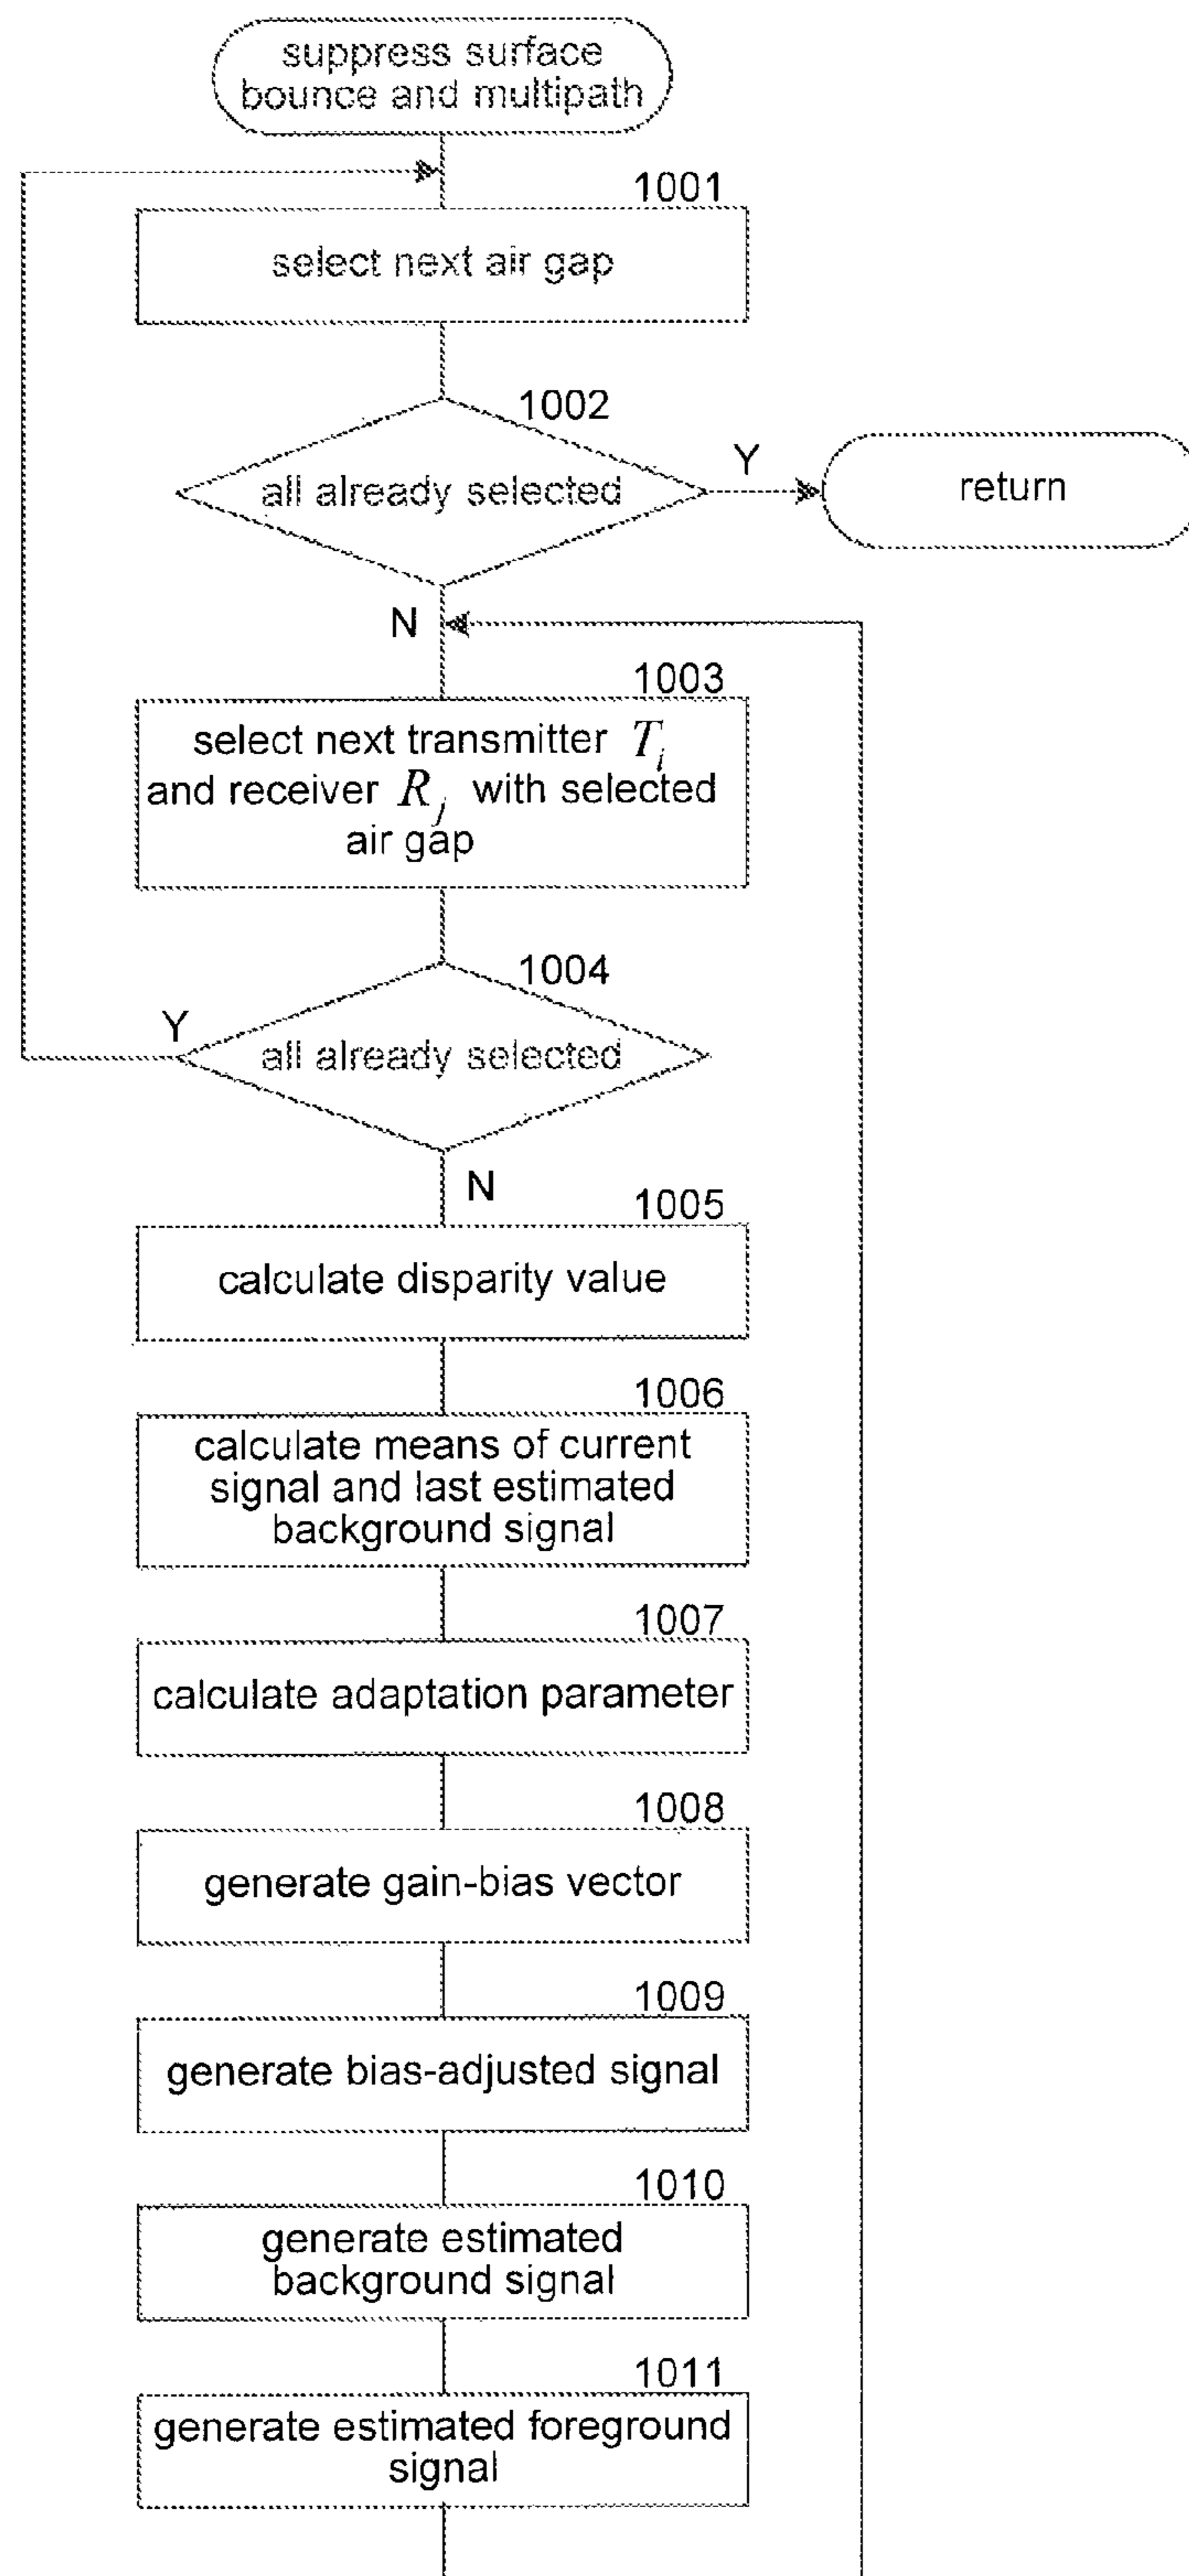 suppress surface
bounce and multipath
1001
select next air gap
1002
all already selected
Y
return
N
1003
select next transmitter T_i
and receiver R_j with selected
air gap
1004
Y
all already selected
N
1005
calculate disparity value
1006
calculate means of current
signal and last estimated
background signal
1007
calculate adaptation parameter
1008
generate gain-bias vector
1009
generate bias-adjusted signal
1010
generate estimated
background signal
1011
generate estimated foreground
signal